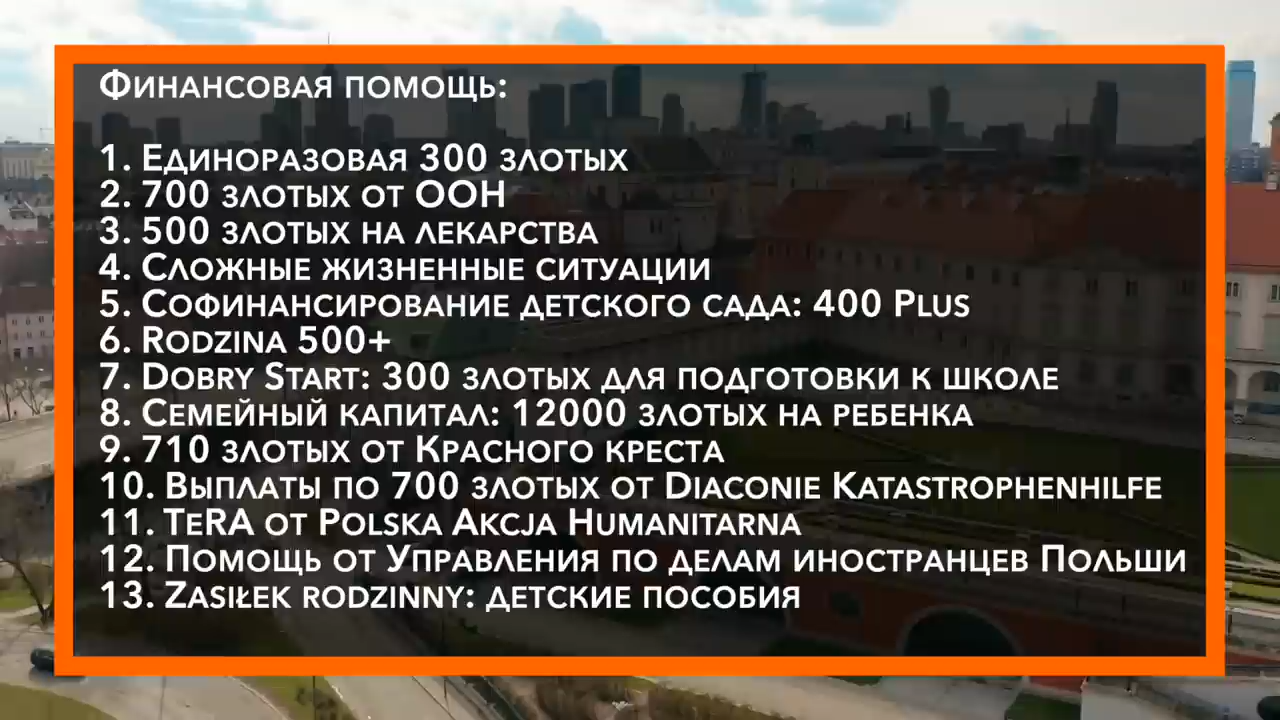 Финансовая помощь:
1. Единоразовая 300 злотых
2. 700 злотых от ООН
3. 500 злотых на лекарства
4. Сложные жизненные ситуации
5. Софинансирование детского сада: 400 Plus
6. Rodzina 500+
7. Dobry Start: 300 злотых для подготовки к школе
8. Семейный капитал: 12000 злотых на ребенка
9. 710 злотых от Красного креста
10. Выплаты по 700 злотых от Diaconie Katastrophenhilfe
11. TeRA от Polska Akcja Humanitarna
12. Помощь от Управления по делам иностранцев Польши
13. Zasiłek rodzinny: детские пособия